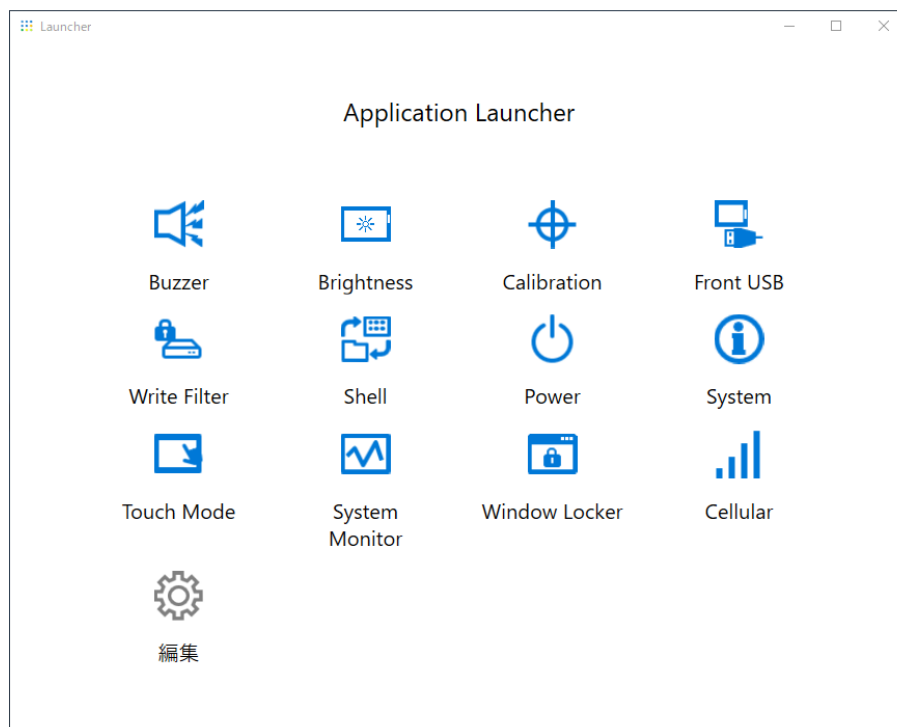 Launcher
Application Launcher
Buzzer
Brightness
Calibration
Front USB
Write Filter
Shell
Power
System
Touch Mode
System
Monitor
Window Locker
Cellular
編集